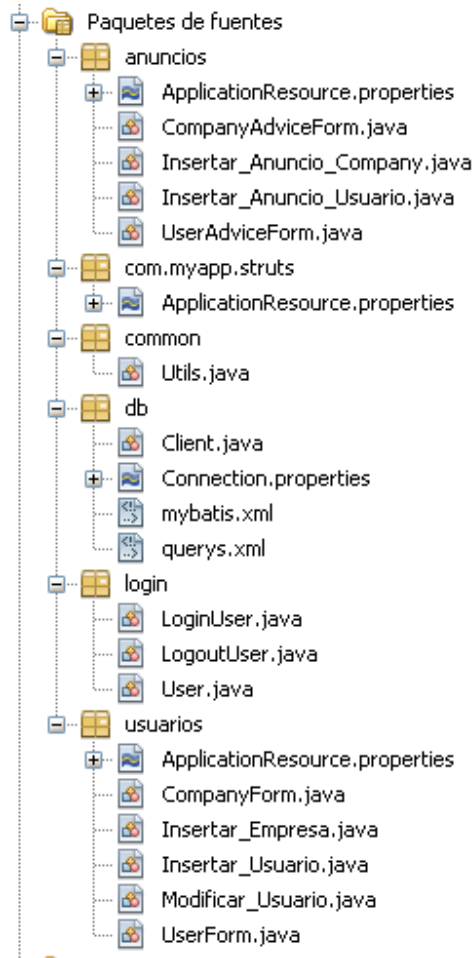 Paquetes de fuentes
anuncios
ApplicationResource.properties
CompanyAdviceForm.java
Insertar_Anuncio_Company.java
Insertar_Anuncio_Usuario.java
UserAdviceForm.java
com.myapp.struts
ApplicationResource.properties
common
Utils.java
db
Client.java
Connection.properties
mybatis.xml
querys.xml
login
LoginUser.java
LogoutUser.java
User.java
usuarios
ApplicationResource.properties
CompanyForm.java
Insertar_Empresa.java
Insertar_Usuario.java
Modificar_Usuario.java
UserForm.java